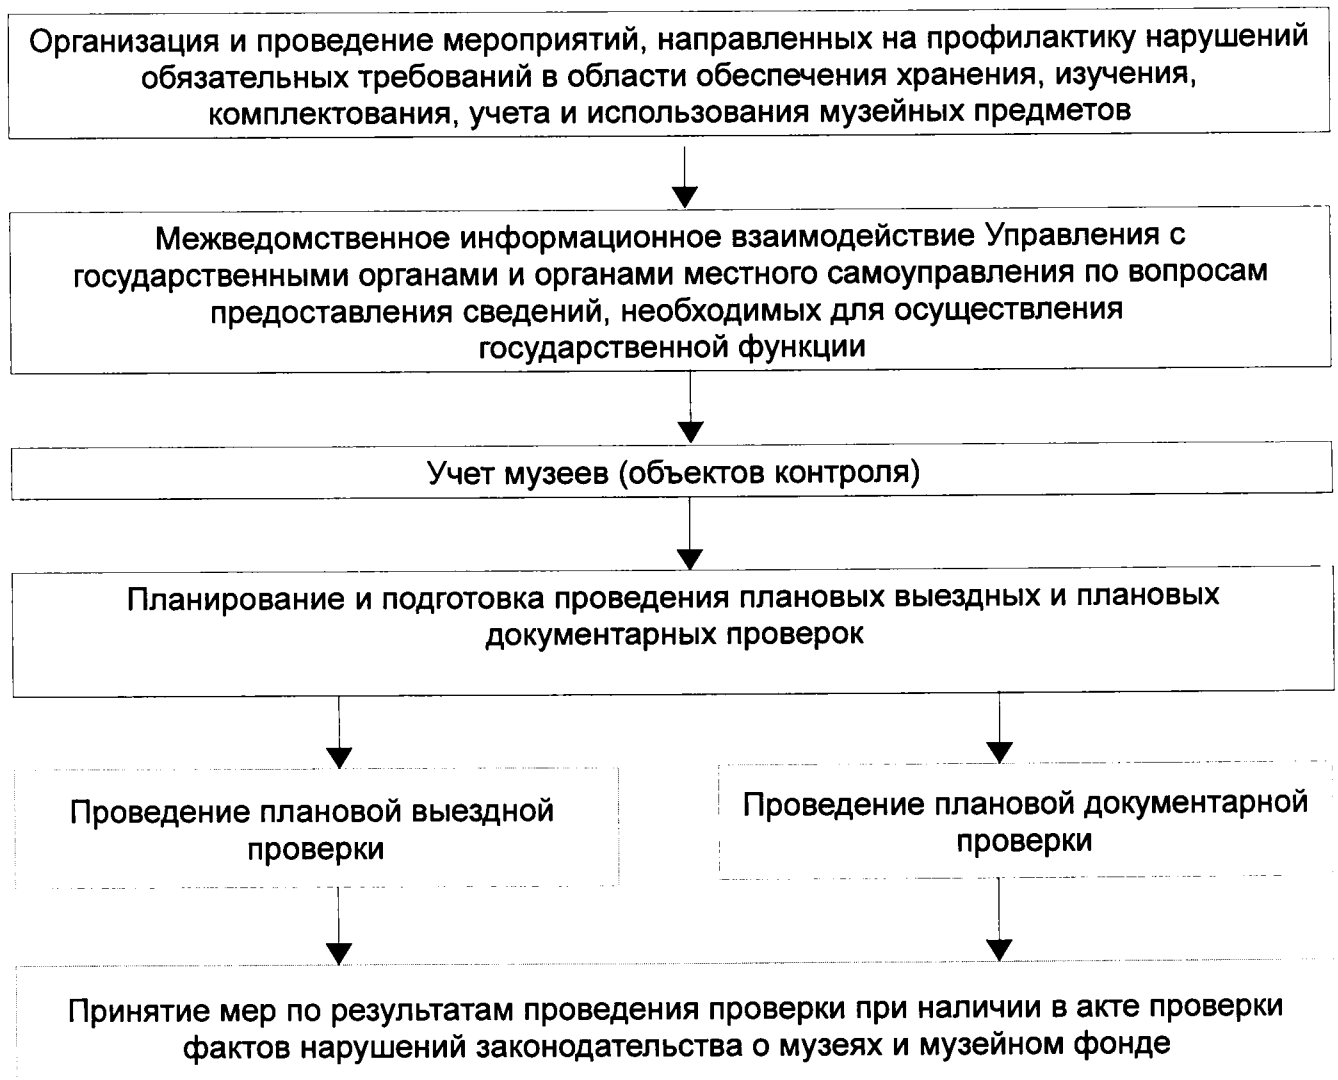 Организация и проведение мероприятий, направленных на профилактику нарушений
обязательных требований в области обеспечения хранения, изучения,
комплектования, учета и использования музейных предметов
Межведомственное информационное взаимодействие Управления с
государственными органами и органами местного самоуправления по вопросам
предоставления сведений, необходимых для осуществления
государственной функции
Учет музеев (объектов контроля)
Планирование и подготовка проведения плановых выездных и плановых
документарных проверок
Проведение плановой выездной
проверки
Проведение плановой документарной
проверки
Принятие мер по результатам проведения проверки при наличии в акте проверки
фактов нарушений законодательства о музеях и музейном фонде